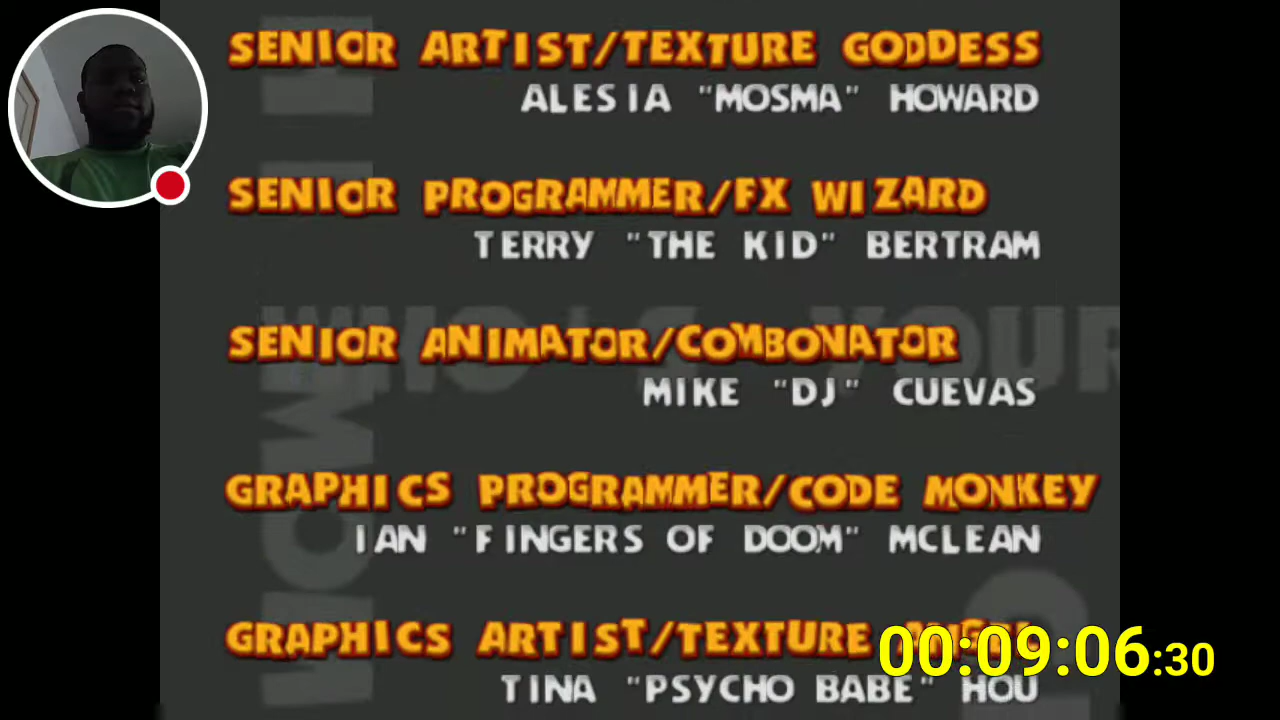 SENIOR ARTIST/TEXTURE GODDESS
ALESIA "MOSMA" HOWARD
SENIOR PROGRAMMER/FX WIZARD
TERRY "THE KID" BERTRAM
WHO'S YOUR
SENIOR ANIMATOR/COMBONATOR
MIKE "DJ" CUEVAS
GRAPHICS PROGRAMMER/CODE MONKEY
IAN "FINGERS OF DOOM" MCLEAN
GRAPHICS ARTIST/TEXTURE
00:09:06:30
TINA "PSYCHO BABE" HOU